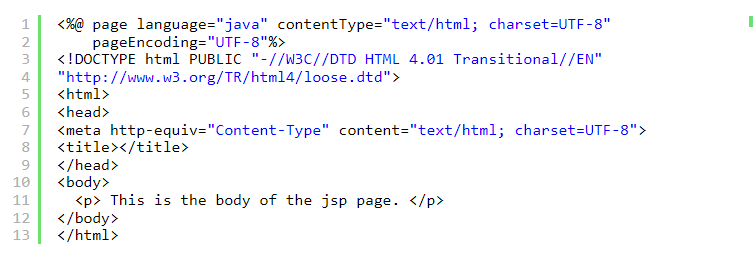 1 <%@ page language="java" contentType="text/html; charset=UTF-8"
2     pageEncoding="UTF-8"%>
3 <!DOCTYPE html PUBLIC "-//W3C//DTD HTML 4.01 Transitional//EN"
4 "http://www.w3.org/TR/html4/loose.dtd">
5 <html>
6 <head>
7 <meta http-equiv="Content-Type" content="text/html; charset=UTF-8">
8 <title></title>
9 </head>
10 <body>
11   <p> This is the body of the jsp page. </p>
12 </body>
13 </html>